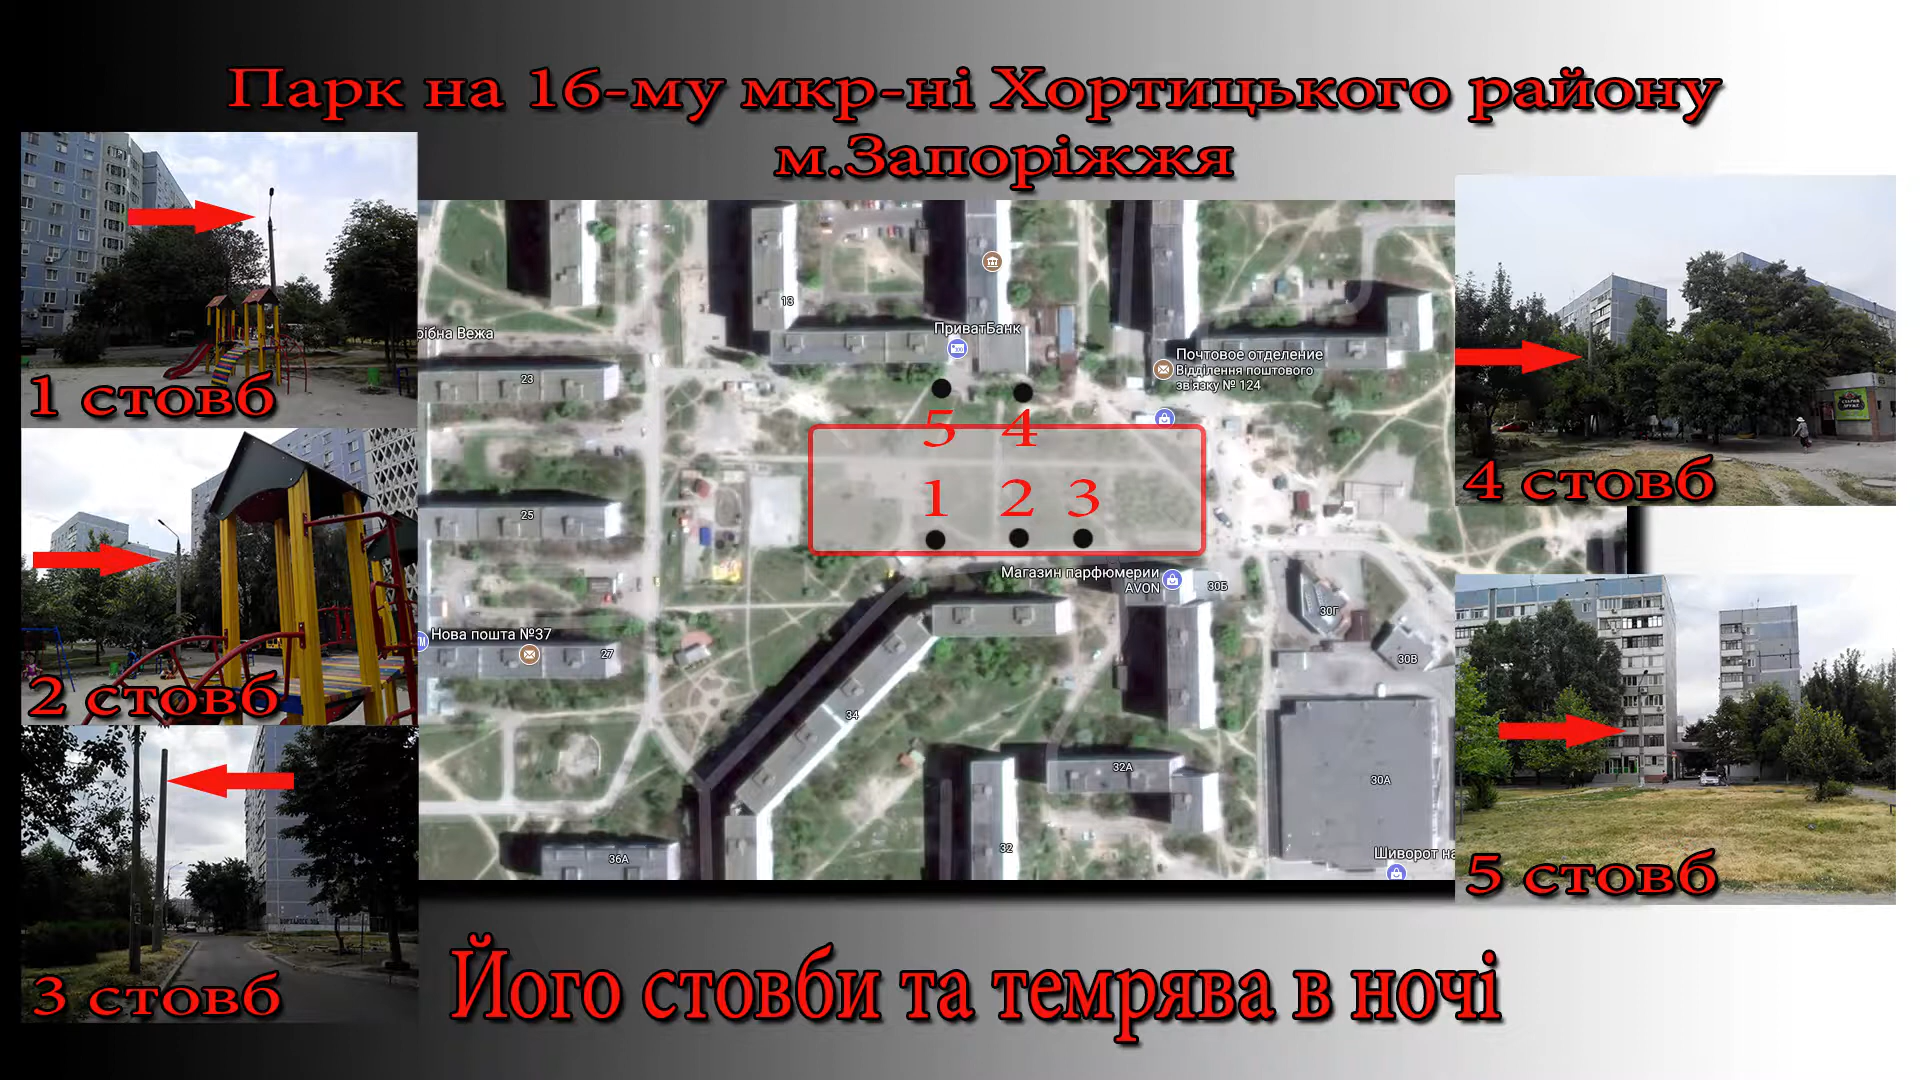 Парк на 16-му мкр-ні Хортицького району
м.Запоріжжя
1 стовб
2 стовб
3 стовб
13
ПриватБанк
Почтовое отделение
Відділення поштового
зв'язку № 124
рібна Вежа
23
5 4
1 2 3
25
Магазин парфюмерии
AVON
30Б
30Г
Нова пошта №37
27
30В
34
32А
30А
36А
32
Шиворот на
4 стовб
5 стовб
Його стовби та темрява в ночі